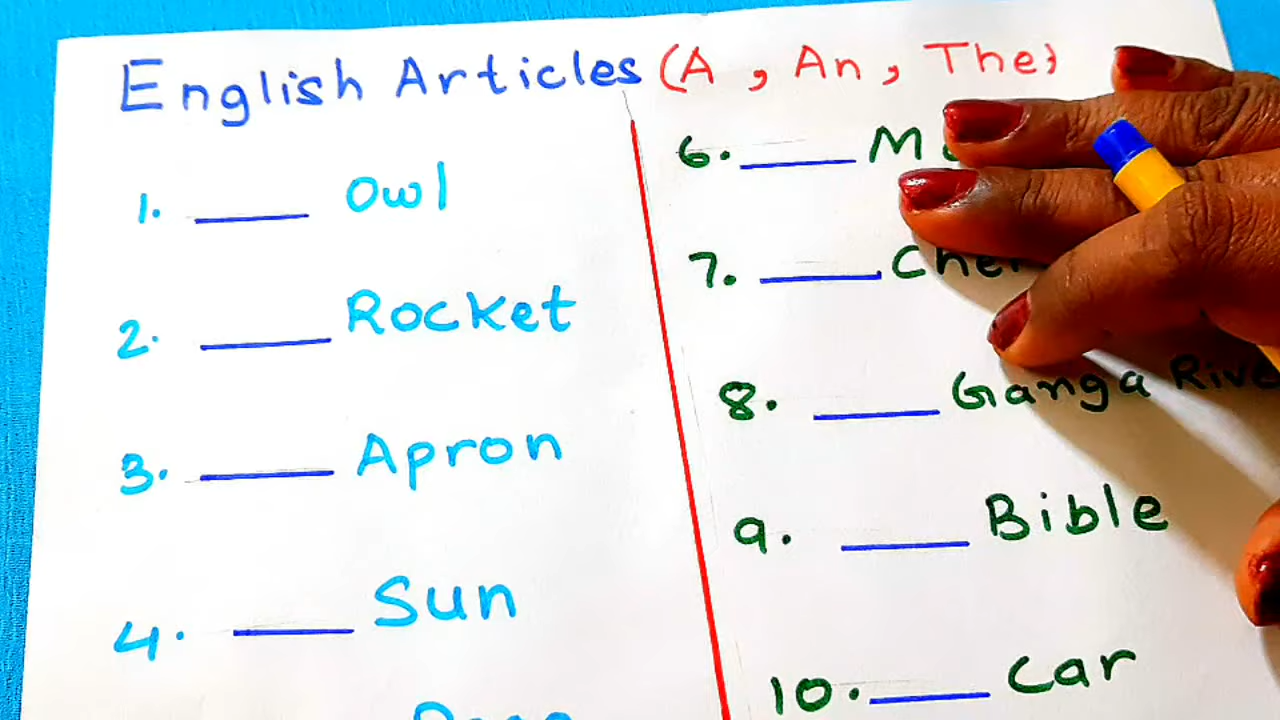 English Articles (A , An , The)
1. ____ Owl
2. ____ Rocket
3. ____ Apron
4. ____ Sun
6. ____
7. ____
8. ____ Ganga
9. ____ Bible
10. ____ Car